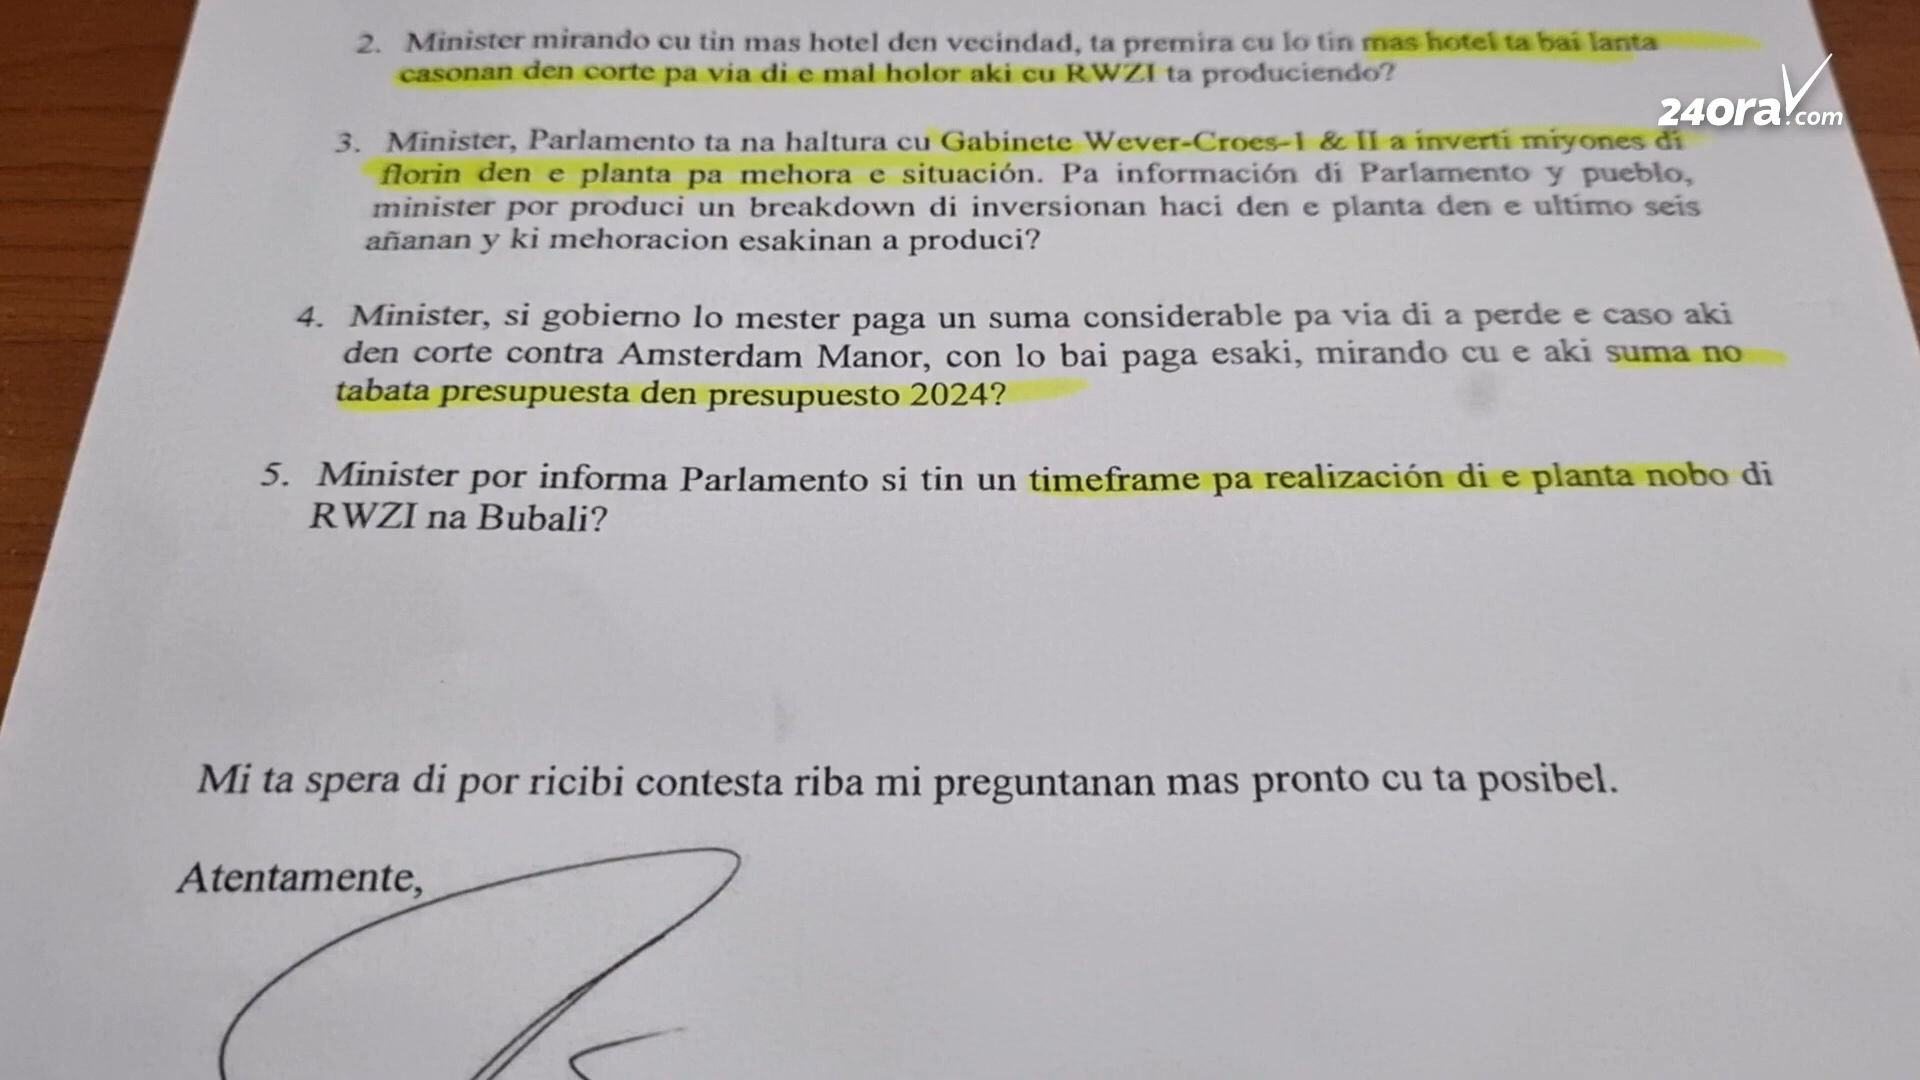 2. Minister mirando cu tin mas hotel den vecindad, ta premira cu lo tin mas hotel ta bai lanta
casonan den corte pa via di e mal holor aki cu RWZI ta produciendo?
24ora.com
3. Minister, Parlamento ta na haltura cu Gabinete Wever-Croes-1 & II a inverti miyones di
florin den e planta pa mehora e situación. Pa información di Parlamento y pueblo,
minister por produci un breakdown di inversionan haci den e planta den e ultimo seis
añanan y ki mehoracion esakinan a produci?
4. Minister, si gobierno lo mester paga un suma considerable pa via di a perde e caso aki
den corte contra Amsterdam Manor, con lo bai paga esaki, mirando cu e aki suma no
tabata presupuesta den presupuesto 2024?
5. Minister por informa Parlamento si tin un timeframe pa realización di e planta nobo di
RWZI na Bubali?
Mi ta spera di por ricibi contesta riba mi preguntanan mas pronto cu ta posibel.
Atentamente,